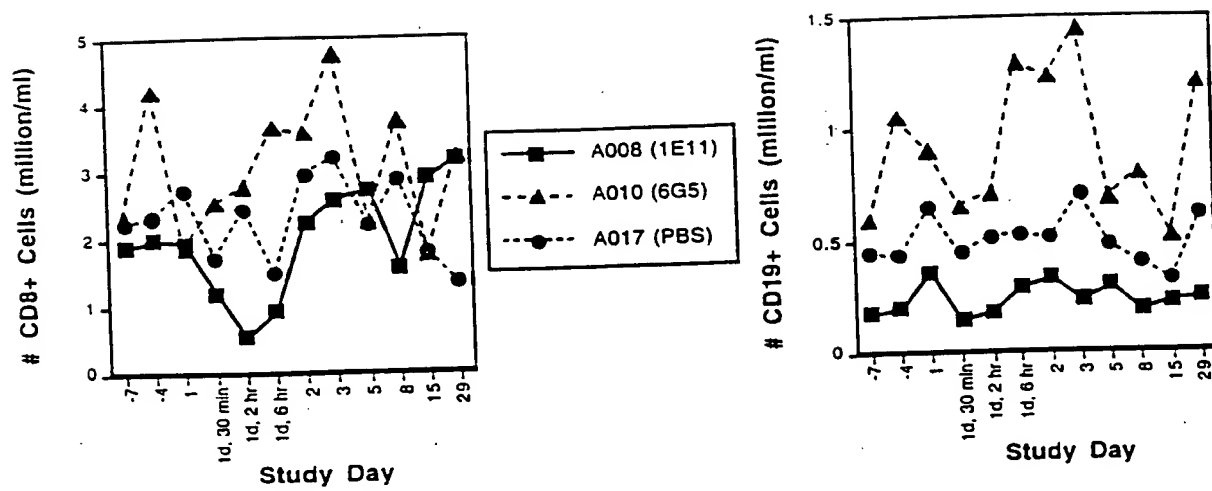 # CD8+ Cells (million/ml)
5
4
3
2
1
0
-7
-4
1
1d, 30 min
1d, 2 hr
1d, 6 hr
2
3
5
8
15
29
Study Day
A008 (1E11)
A010 (6G5)
A017 (PBS)
# CD19+ Cells (million/ml)
1.5
1
0.5
0
-7
-4
1
1d, 30 min
1d, 2 hr
1d, 6 hr
2
3
5
8
15
29
Study Day